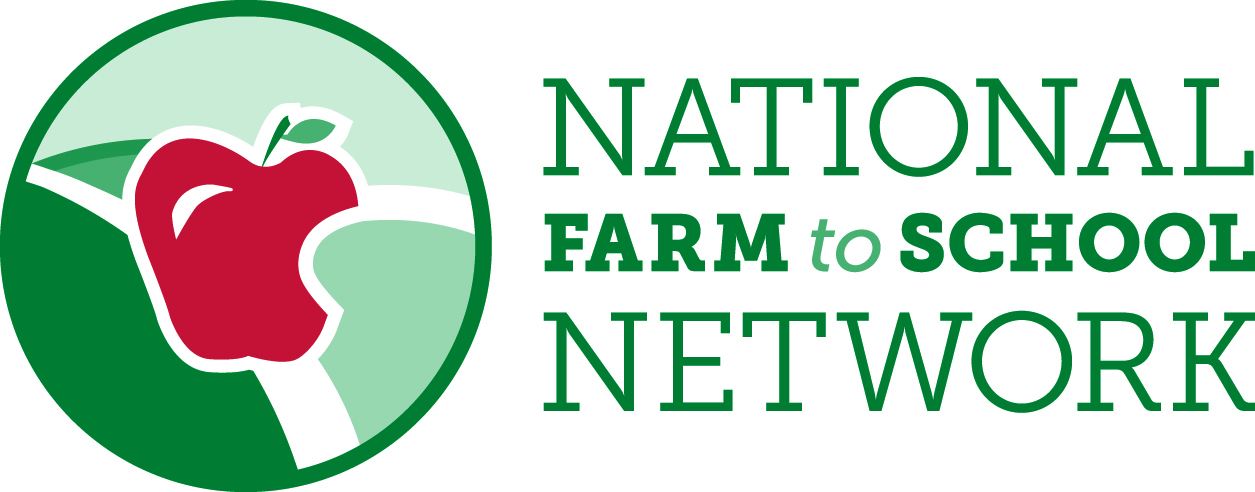 NATIONAL
FARM to SCHOOL
NETWORK